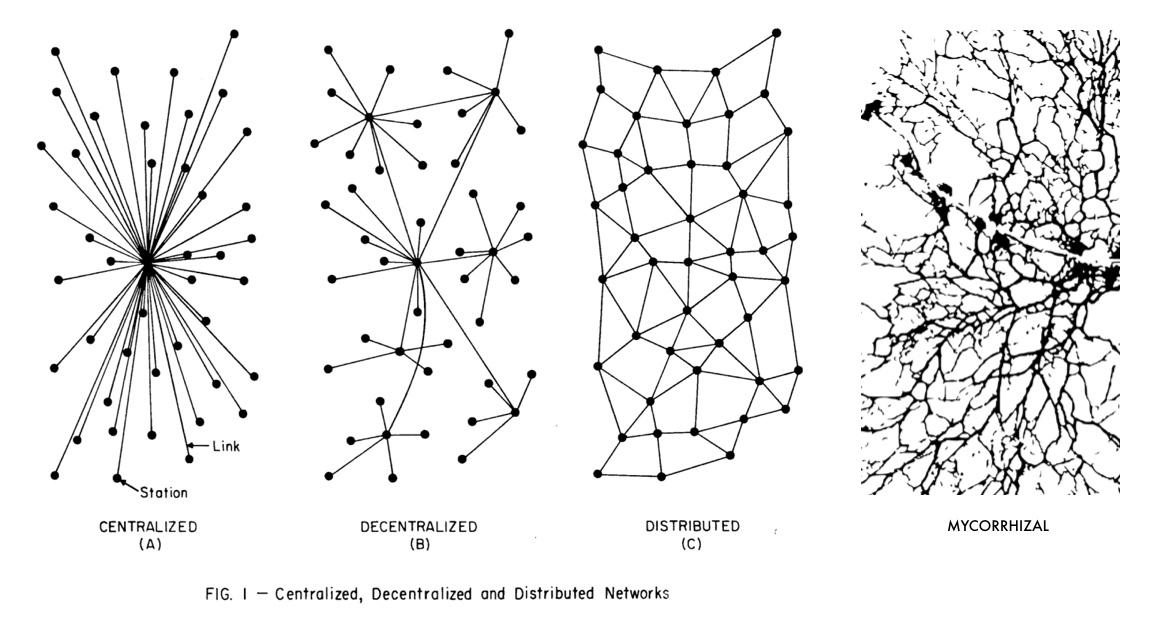 Link
Station
CENTRALIZED
(A)
DECENTRALIZED
(B)
DISTRIBUTED
(C)
MYCORRHIZAL
FIG. I — Centralized, Decentralized and Distributed Networks